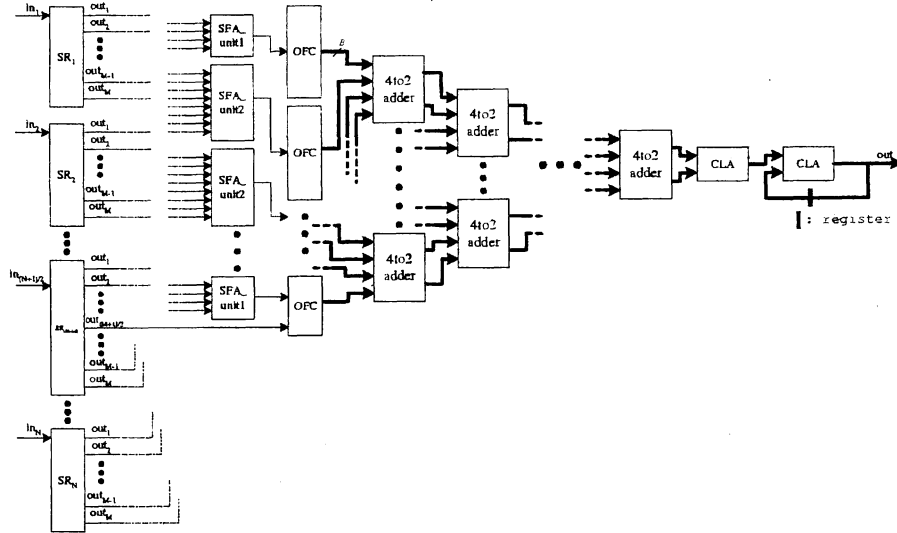 in1
SR1
out1
out2
outM-1
outM
in2
SR2
out1
out2
outM-1
outM
in(N+1)/2
out1
out2
out(M+1)/2
outM-1
outM
inN
SRN
out1
out2
outM-1
outM
SFA_
unit1
SFA_
unit2
SFA_
unit2
SFA_
unit1
OFC
OFC
OFC
B
4to2
adder
4to2
adder
4to2
adder
4to2
adder
4to2
adder
CLA
CLA
out
: register